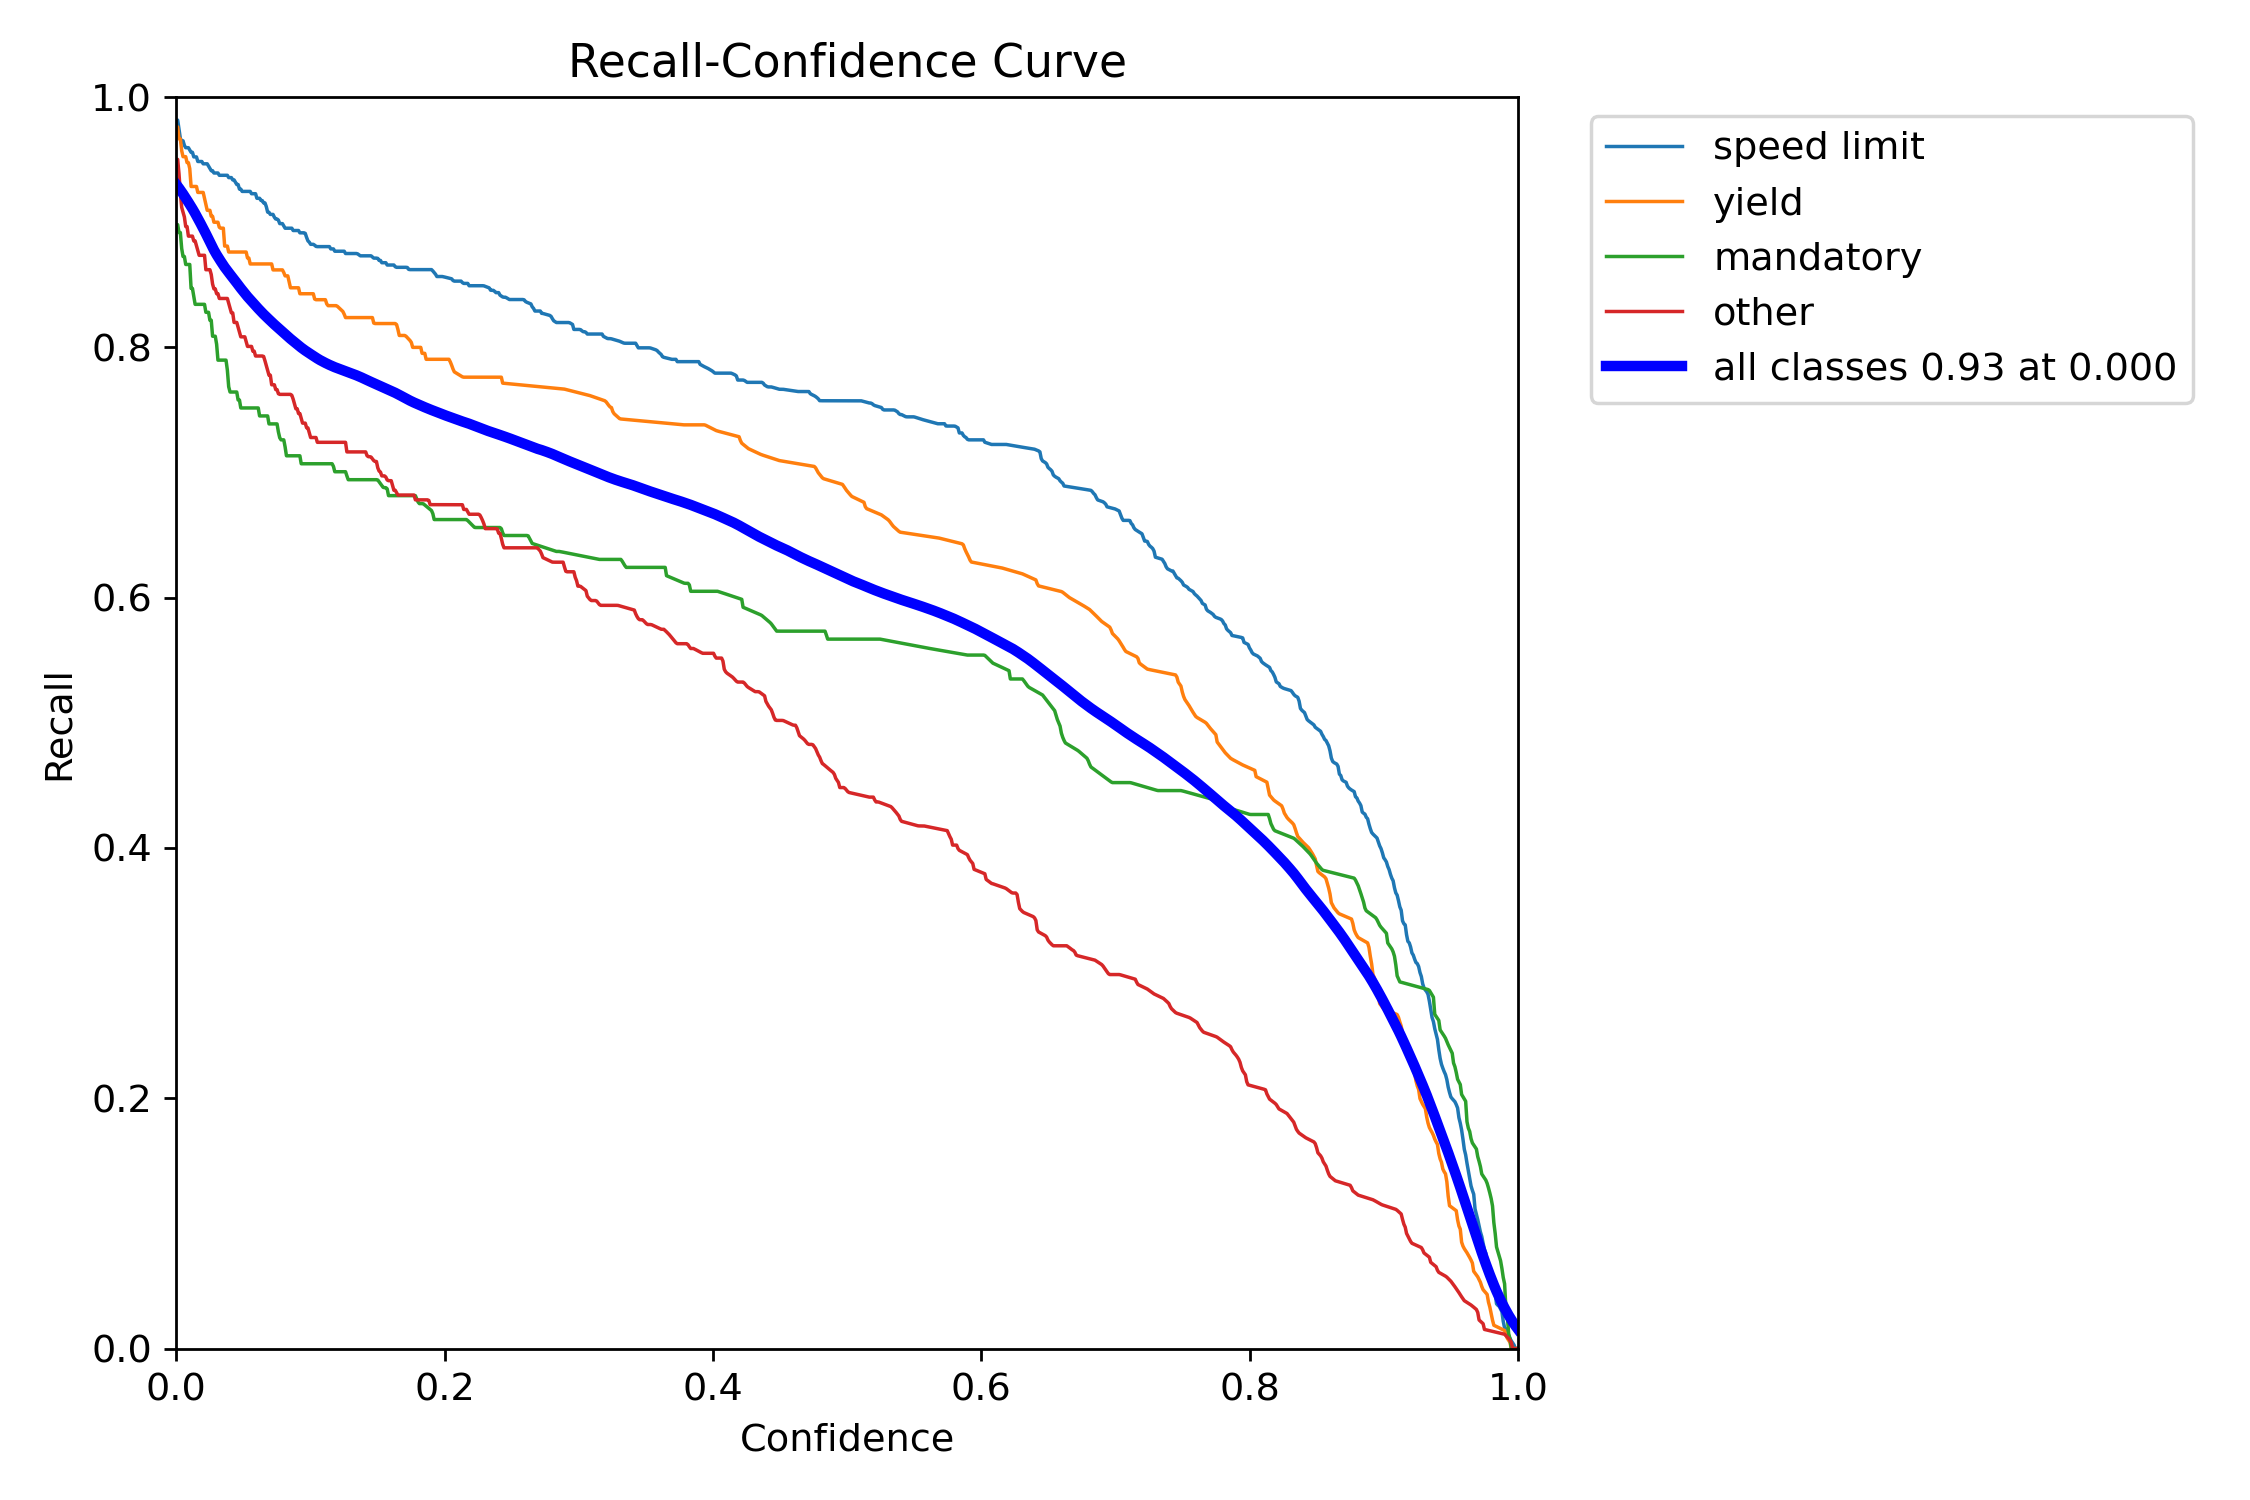 Recall-Confidence Curve
1.0
0.8
0.6
0.4
0.2
0.0
Recall
0.0 0.2 0.4 0.6 0.8 1.0
Confidence
speed limit
yield
mandatory
other
all classes 0.93 at 0.000